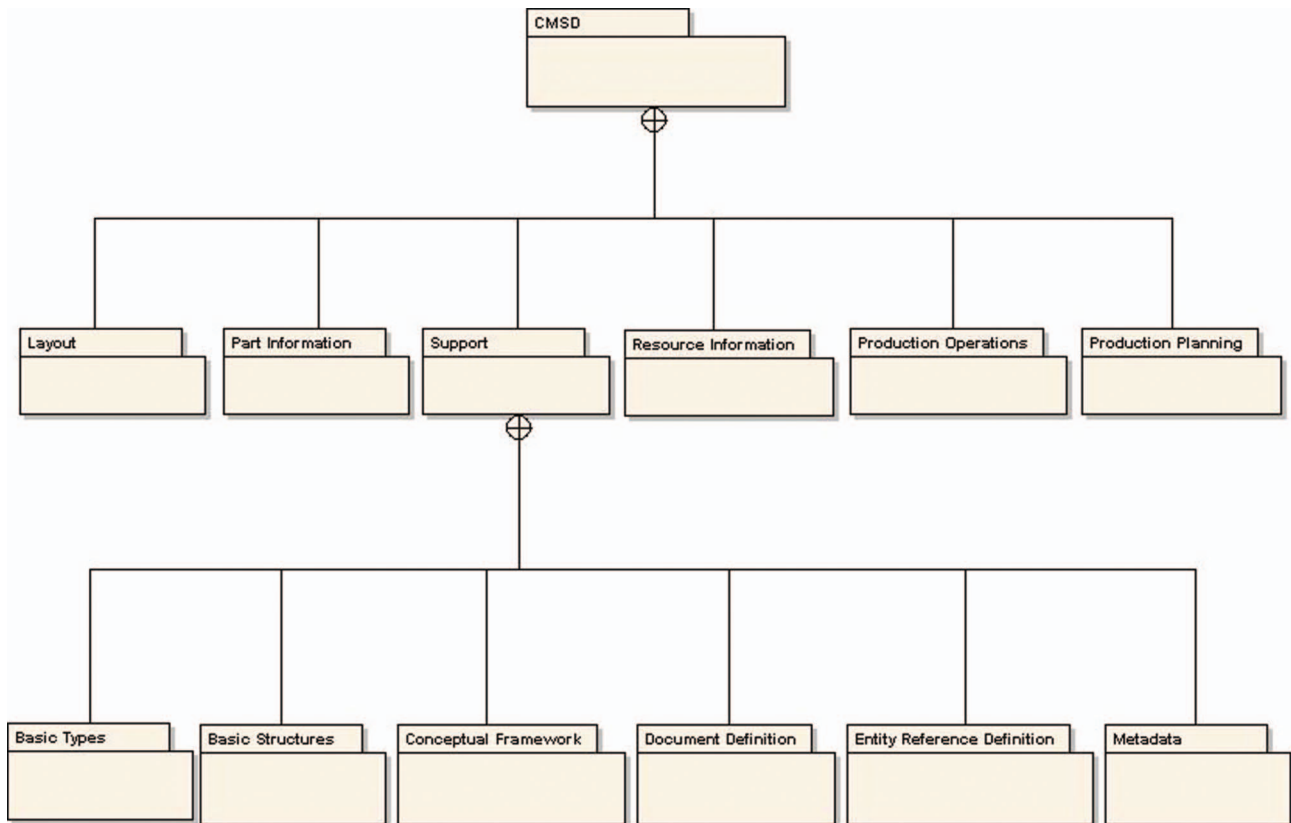 CMSD
Layout
Part Information
Support
Resource Information
Production Operations
Production Planning
Basic Types
Basic Structures
Conceptual Framework
Document Definition
Entity Reference Definition
Metadata